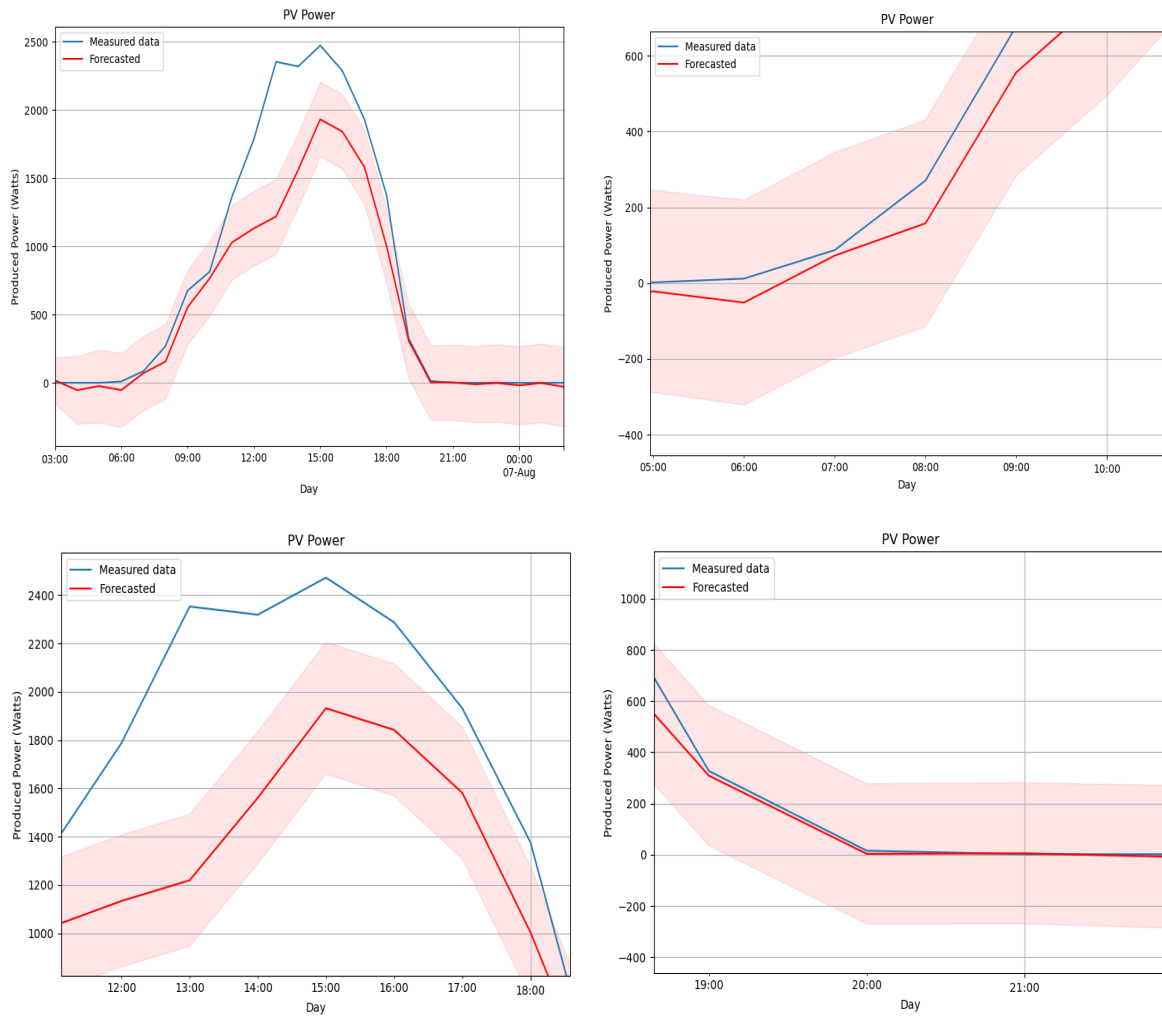 PV Power
Measured data
Forecasted
Produced Power (Watts)
2500
2000
1500
1000
500
0
03:00 06:00 09:00 12:00 15:00 18:00 21:00 00:00
07-Aug
Day
PV Power
Measured data
Forecasted
Produced Power (Watts)
600
400
200
0
−200
−400
05:00 06:00 07:00 08:00 09:00 10:00
Day
PV Power
Measured data
Forecasted
Produced Power (Watts)
2400
2200
2000
1800
1600
1400
1200
1000
12:00 13:00 14:00 15:00 16:00 17:00 18:00
Day
PV Power
Measured data
Forecasted
Produced Power (Watts)
1000
800
600
400
200
0
−200
−400
19:00 20:00 21:00
Day